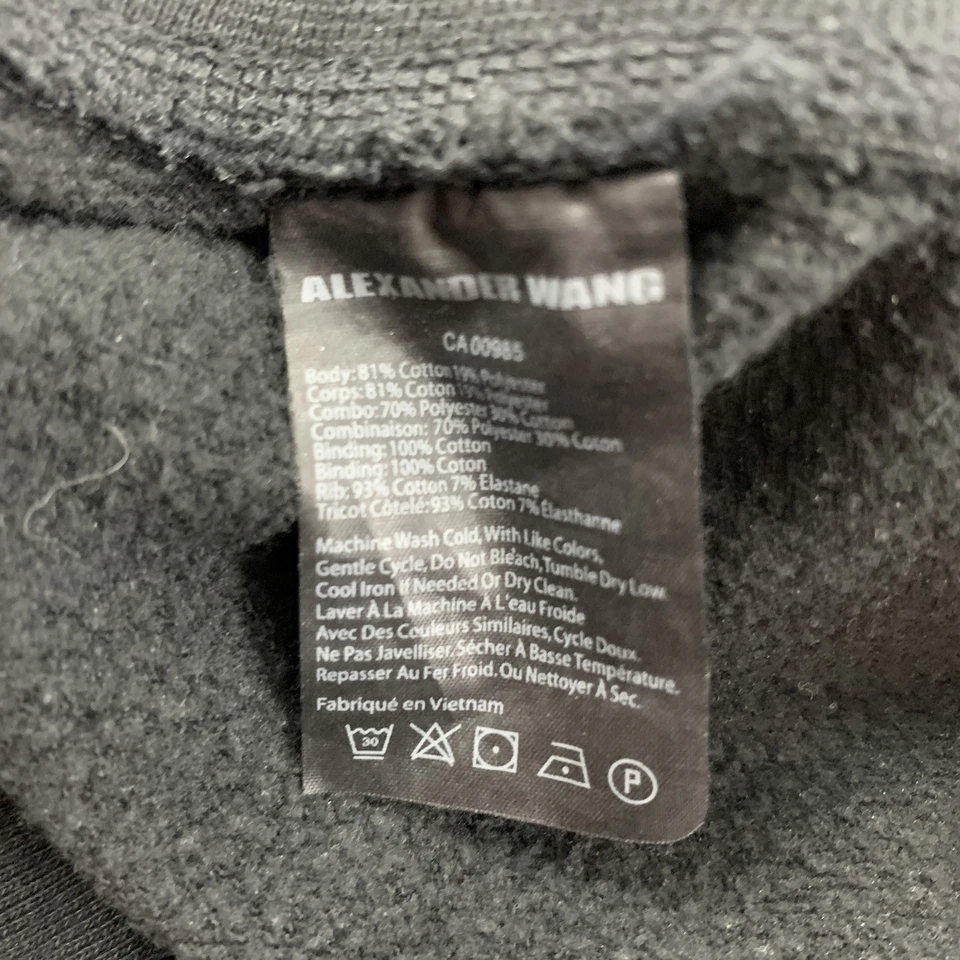 ALEXANDER WANG
CA 00985
Body: 81% Cotton 19% Polyester
Corps: 81% Coton 19% Polyester
Combo: 70% Polyester 30% Cotton
Combinaison: 70% Polyester 30% Coton
Binding: 100% Cotton
Binding: 100% Coton
Rib: 93% Cotton 7% Elastane
Tricot Côtelé: 93% Coton 7% Élasthanne
Machine Wash Cold, With Like Colors,
Gentle Cycle, Do Not Bleach, Tumble Dry Low
Cool Iron If Needed Or Dry Clean.
Laver À La Machine À L'eau Froide
Avec Des Couleurs Similaires, Cycle Doux.
Ne Pas Javelliser. Sécher À Basse Température.
Repasser Au Fer Froid. Ou Nettoyer À Sec.
Fabriqué en Vietnam
30 P